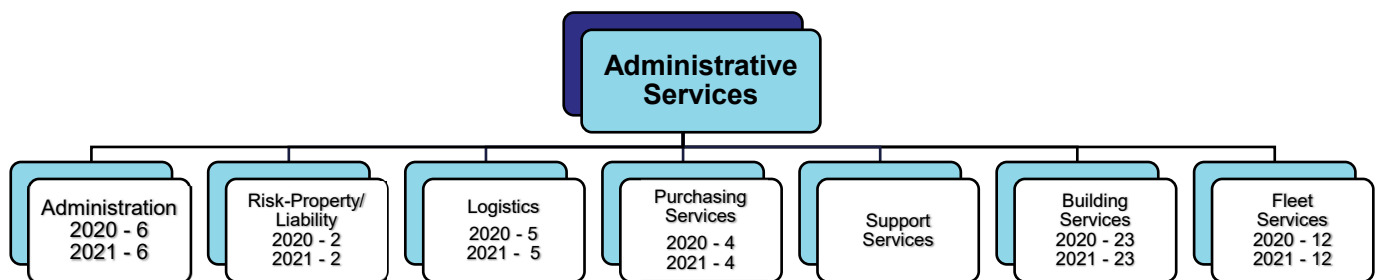 Administrative
Services
Administration
2020 - 6
2021 - 6
Risk-Property/
Liability
2020 - 2
2021 - 2
Logistics
2020 - 5
2021 -  5
Purchasing
Services
2020 - 4
2021 - 4
Support
Services
Building
Services
2020 - 23
2021 - 23
Fleet
Services
2020 - 12
2021 - 12